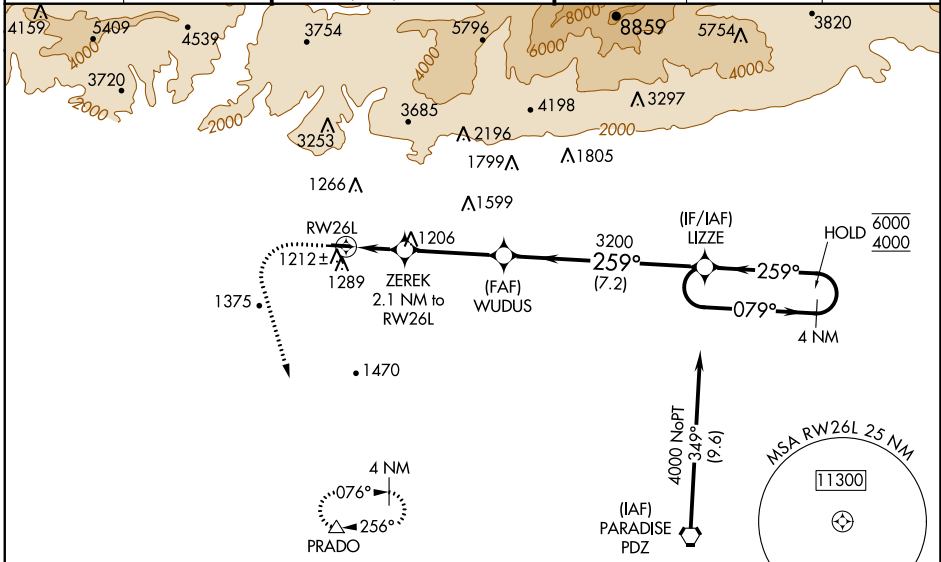 4159
5409
4539
3754
5796
8000
8859
5754
3820
4000
6000
4000
4000
3720
2000
2000
3253
3685
4198
3297
2000
2196
1799
1805
1266
1599
RW26L
1206
1212±
1289
ZEREK
2.1 NM to
RW26L
(FAF)
WUDUS
3200
259°
(7.2)
(IF/IAF)
LIZZE
HOLD
6000
4000
259°
079°
4 NM
1375
1470
4000 NoPT
349°
(9.6)
(IAF)
PARADISE
PDZ
4 NM
076°
256°
PRADO
MSA RW26L 25 NM
11300